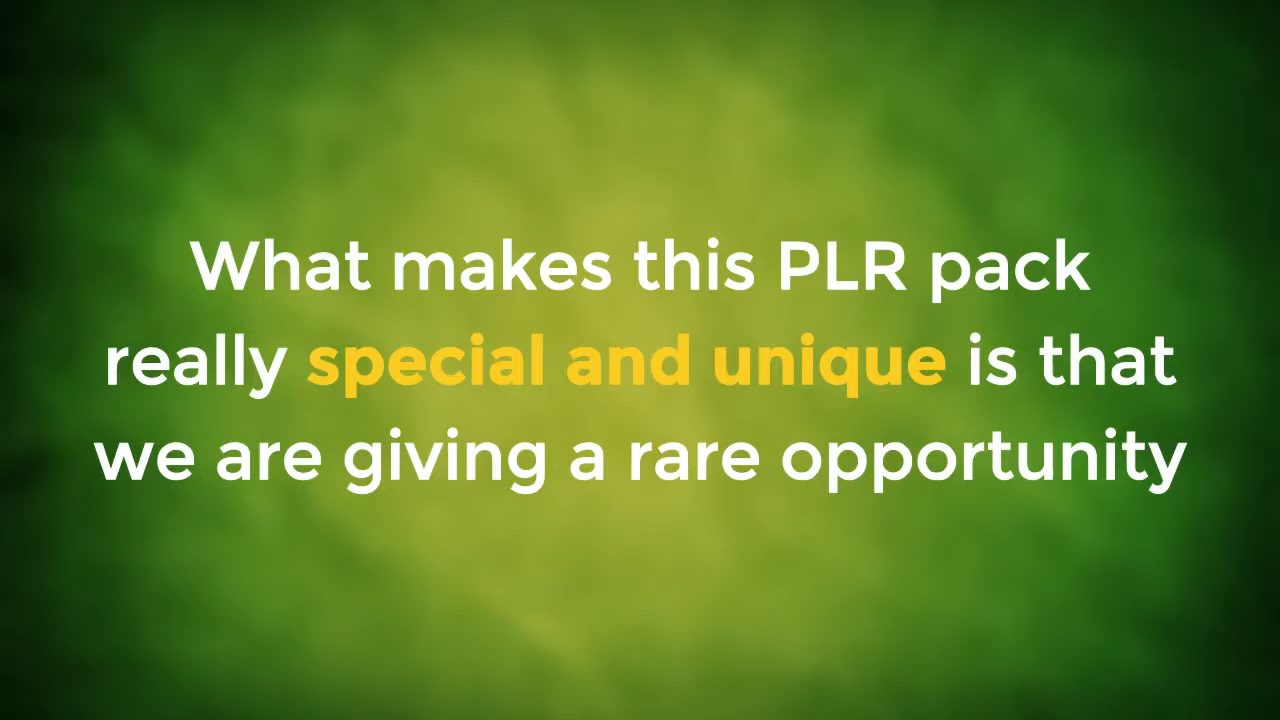 What makes this PLR pack
really special and unique is that
we are giving a rare opportunity